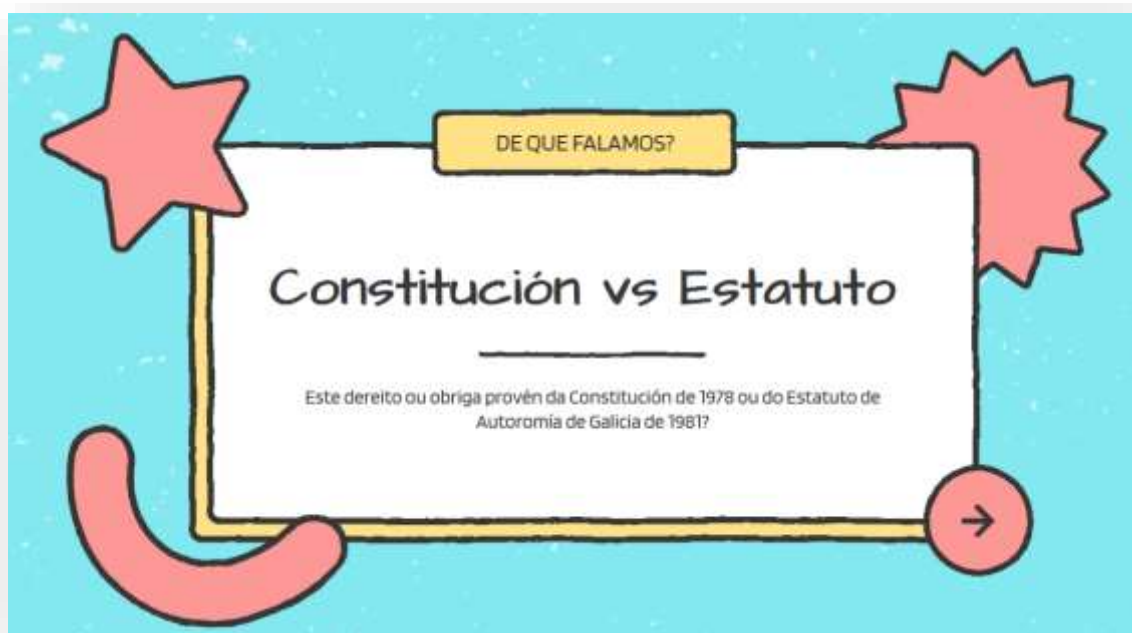 DE QUE FALAMOS?
Constitución vs Estatuto
Este dereito ou obriga provén da Constitución de 1978 ou do Estatuto de
Autoromía de Galicia de 1981?